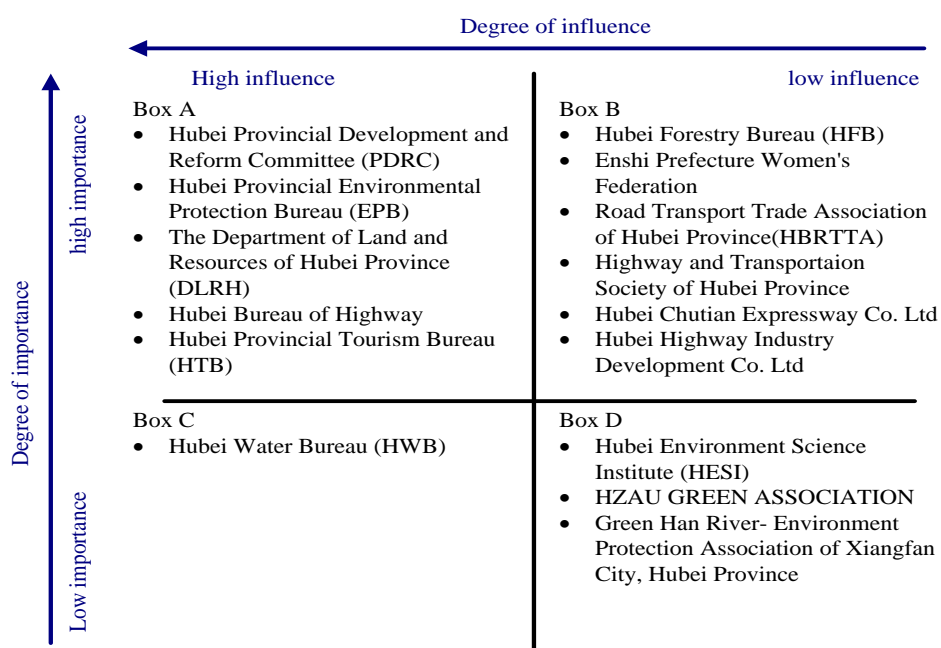 Degree of influence
High influence
low influence
Degree of importance
high importance
Low importance
Box A
• Hubei Provincial Development and
Reform Committee (PDRC)
• Hubei Provincial Environmental
Protection Bureau (EPB)
• The Department of Land and
Resources of Hubei Province
(DLRH)
• Hubei Bureau of Highway
• Hubei Provincial Tourism Bureau
(HTB)
Box B
• Hubei Forestry Bureau (HFB)
• Enshi Prefecture Women's
Federation
• Road Transport Trade Association
of Hubei Province(HBRTTA)
• Highway and Transportaion
Society of Hubei Province
• Hubei Chutian Expressway Co. Ltd
• Hubei Highway Industry
Development Co. Ltd
Box C
• Hubei Water Bureau (HWB)
Box D
• Hubei Environment Science
Institute (HESI)
• HZAU GREEN ASSOCIATION
• Green Han River- Environment
Protection Association of Xiangfan
City, Hubei Province